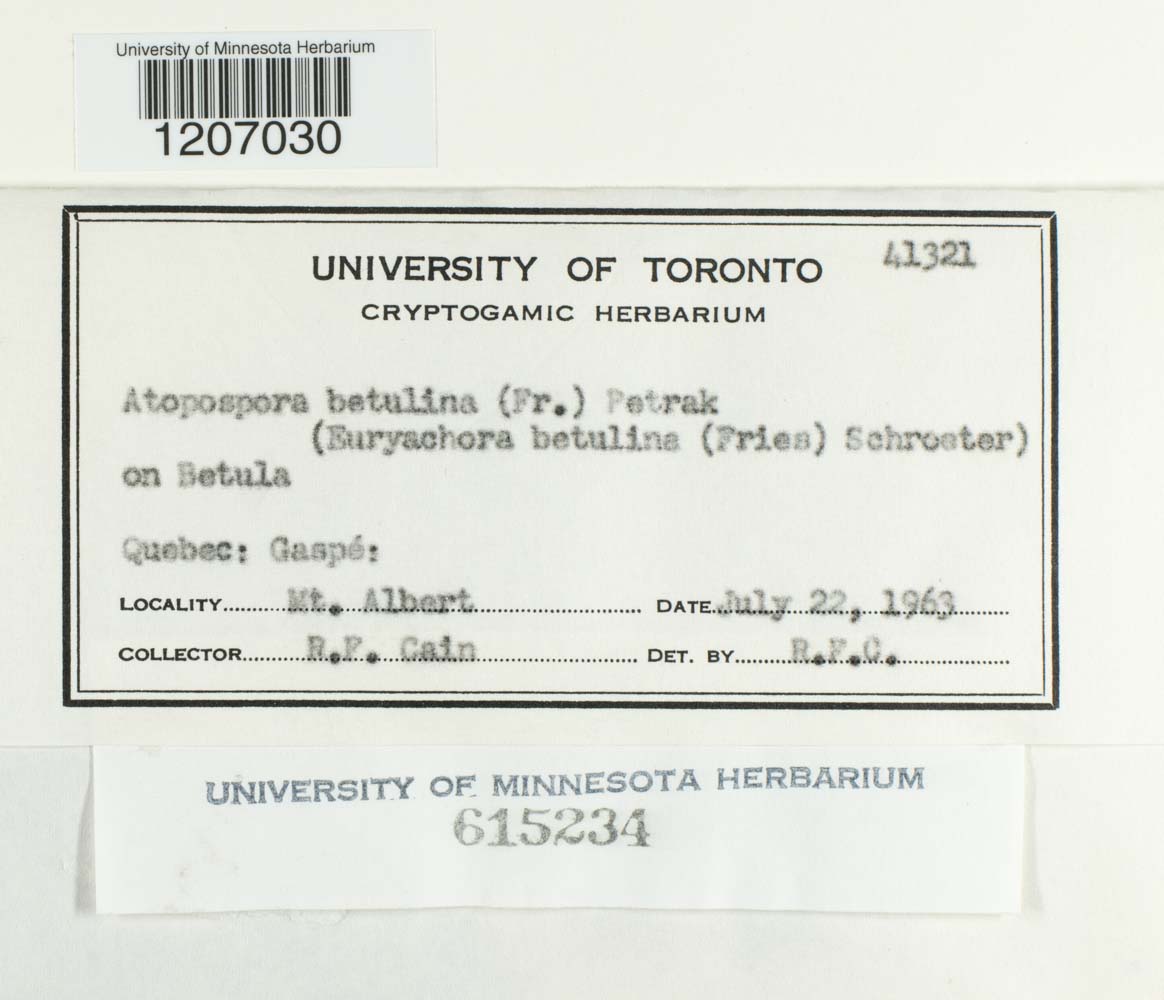 University of Minnesota Herbarium
1207030
UNIVERSITY OF TORONTO 41321
CRYPTOGAMIC HERBARIUM
Atopospora betulina (Fr.) Petrak
(Euryachora betulina (Fries) Schroeter)
on Betula
Quebec: Gaspé:
LOCALITY Mt. Albert DATE July 22, 1963
COLLECTOR R.F. Cain DET. BY R.F.C.
UNIVERSITY OF MINNESOTA HERBARIUM
615234